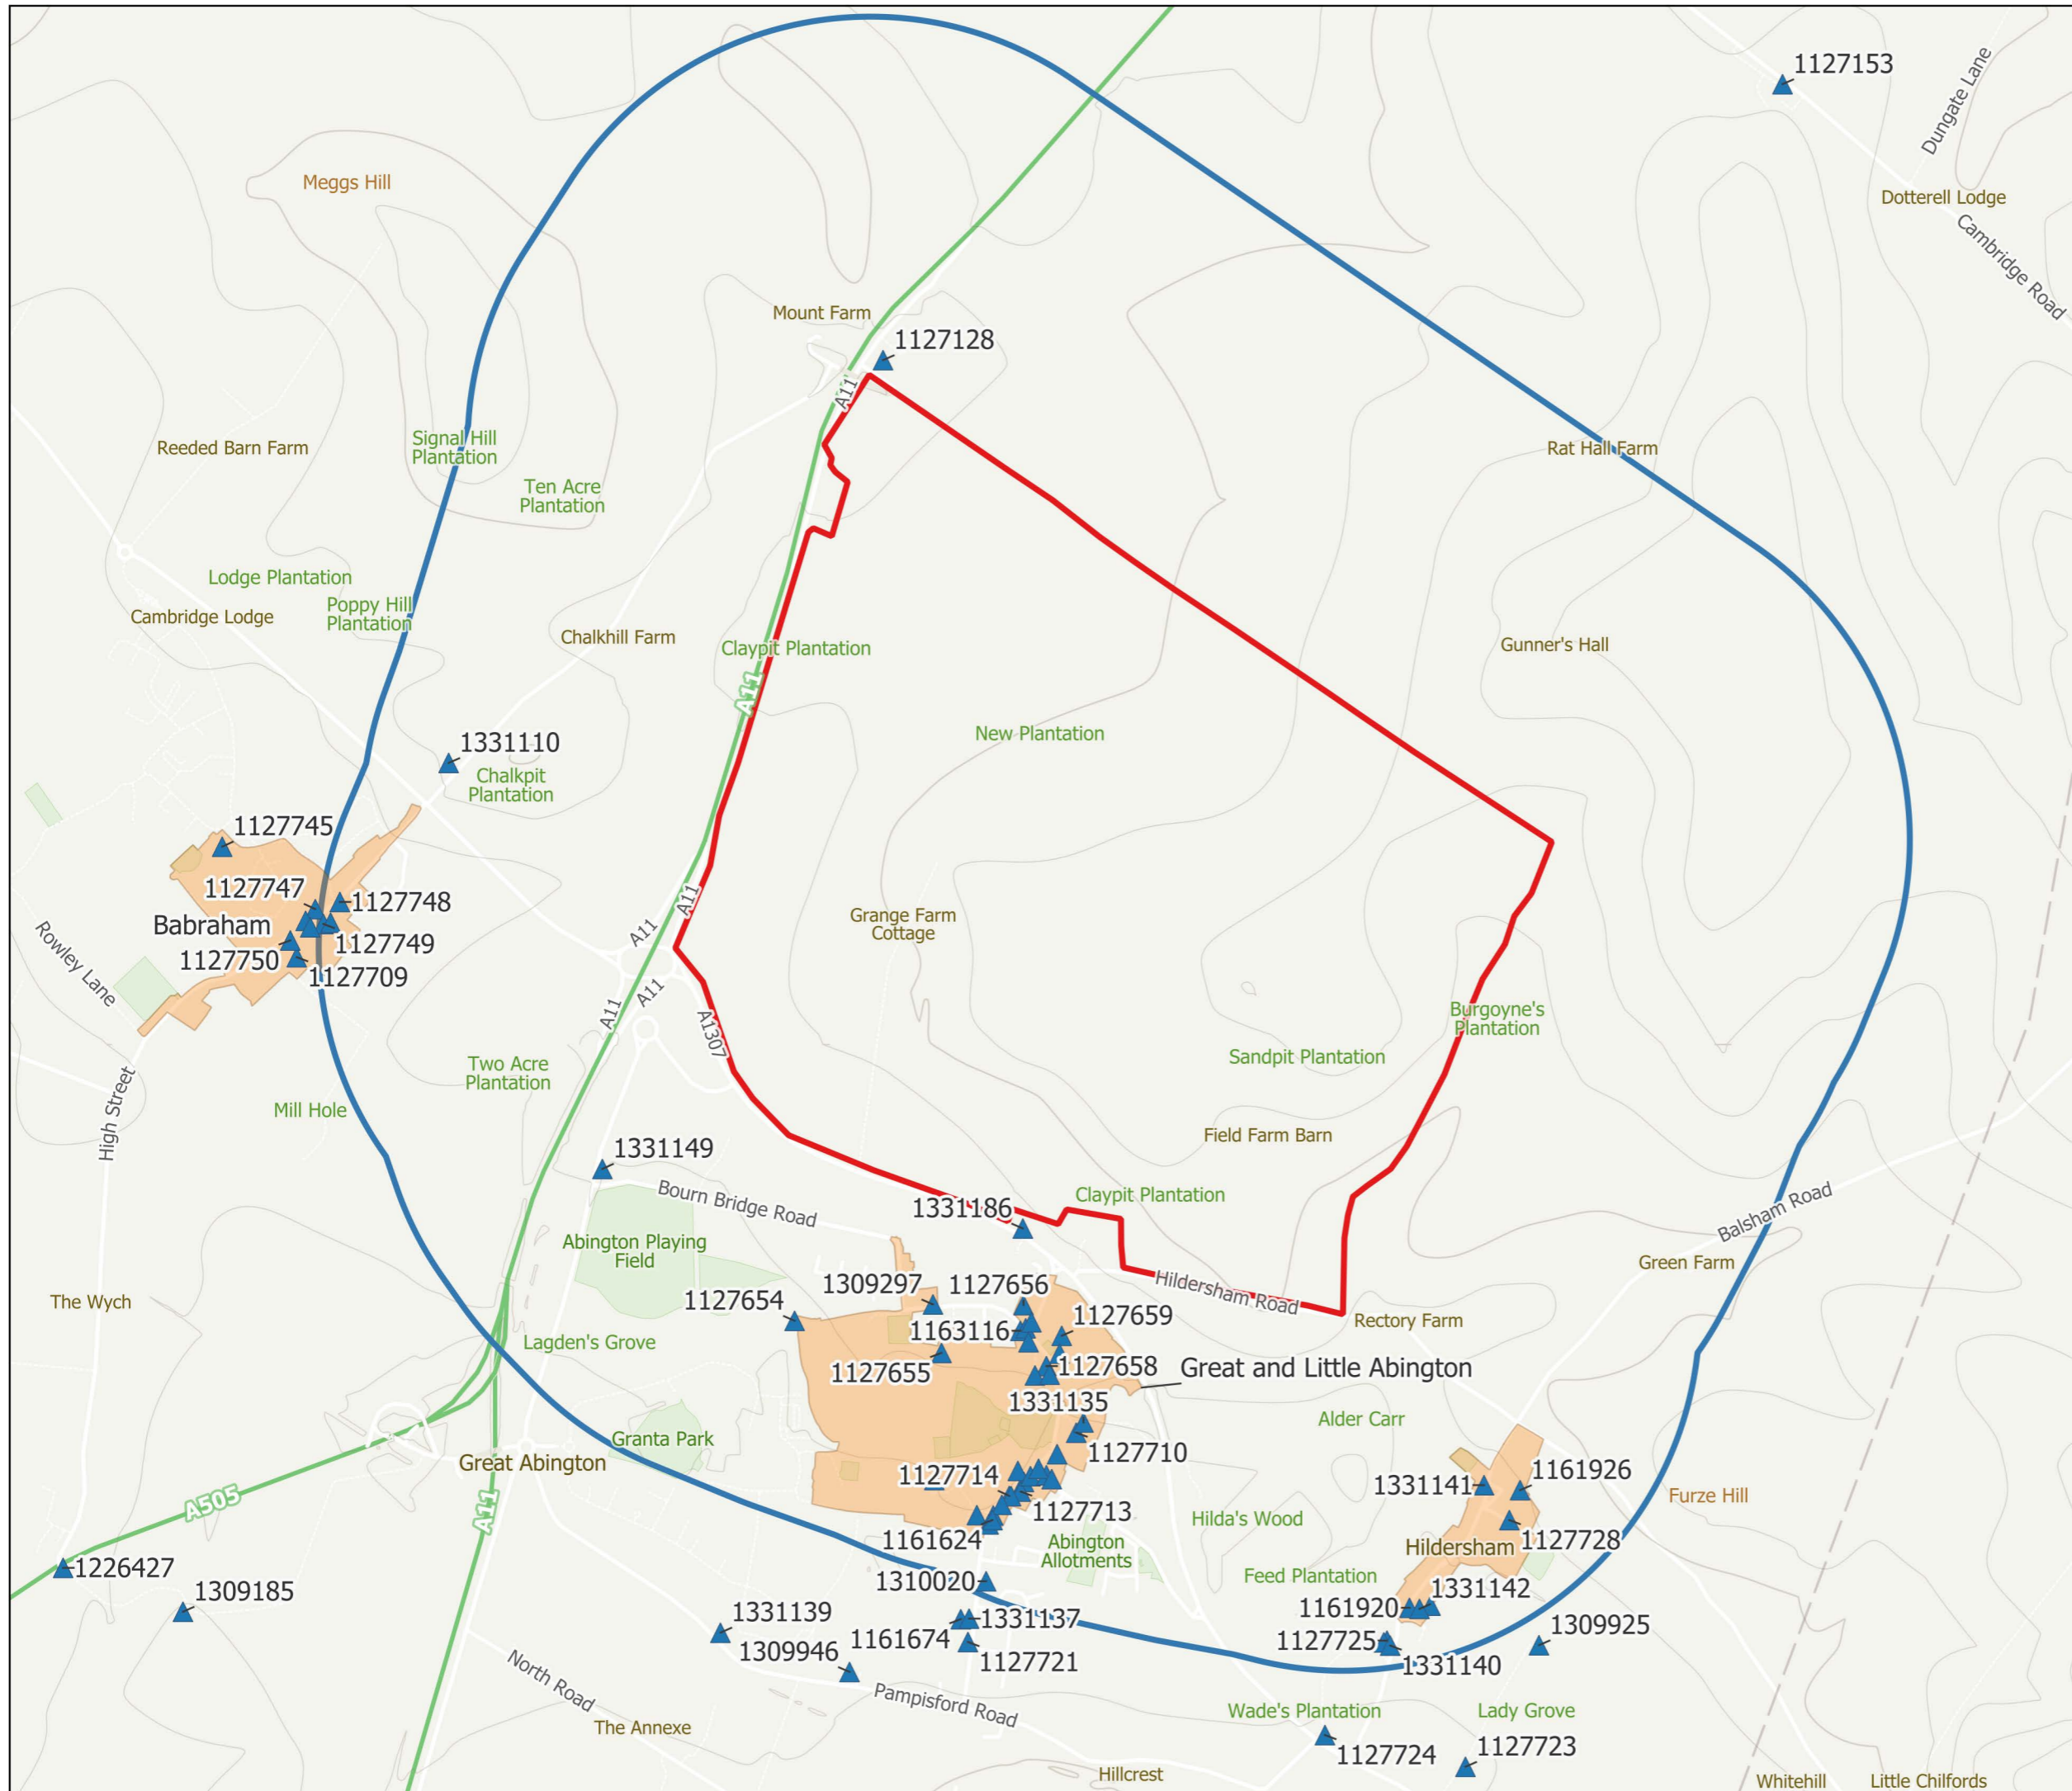 1127153
Dungate Lane
Meggs Hill
Dotterell Lodge
Cambridge Road
Mount Farm
1127128
A11
Reeded Barn Farm
Signal Hill
Plantation
Rat Hall Farm
Ten Acre
Plantation
Lodge Plantation
Poppy Hill
Plantation
Cambridge Lodge
Chalkhill Farm
Claypit Plantation
Gunner's Hall
A11
New Plantation
1331110
Chalkpit
Plantation
1127745
1127747
1127748
Babraham
1127749
1127750
1127709
Rowley Lane
A11
A11
A11
A11
A1307
Grange Farm
Cottage
Burgoyne's
Plantation
Sandpit Plantation
Two Acre
Plantation
Mill Hole
High Street
Field Farm Barn
1331149
Bourn Bridge Road
Claypit Plantation
1331186
Balsham Road
Abington Playing
Field
Green Farm
The Wych
1309297
1127656
Hildersham Road
1127654
Rectory Farm
1163116
1127659
Lagden's Grove
1127655
1127658
Great and Little Abington
1331135
Alder Carr
Granta Park
1127710
Great Abington
1127714
1331141
1161926
A505
A11
1127713
Furze Hill
Hilda's Wood
1161624
Abington
Allotments
Hildersham
1127728
1226427
1310020
Feed Plantation
1309185
1331142
1161920
1331139
1331137
1161674
1309925
1127725
1309946
1127721
1331140
North Road
Pampisford Road
Wade's Plantation
Lady Grove
The Annexe
1127724
1127723
Hillcrest
Whitehill
Little Chilfords